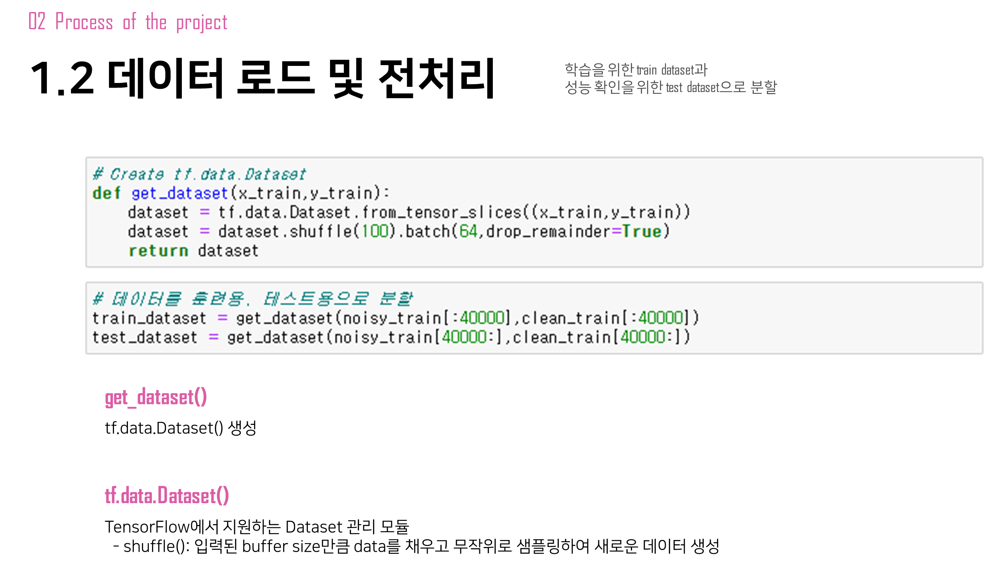 02 Process of the project
1.2 데이터 로드 및 전처리
학습을 위한 train dataset과
성능 확인을 위한 test dataset으로 분할
# Create tf.data.Dataset
def get_dataset(x_train,y_train):
    dataset = tf.data.Dataset.from_tensor_slices((x_train,y_train))
    dataset = dataset.shuffle(100).batch(64,drop_remainder=True)
    return dataset
# 데이터를 훈련용, 테스트용으로 분할
train_dataset = get_dataset(noisy_train[:40000],clean_train[:40000])
test_dataset = get_dataset(noisy_train[40000:],clean_train[40000:])
get_dataset()
tf.data.Dataset() 생성
tf.data.Dataset()
TensorFlow에서 지원하는 Dataset 관리 모듈
- shuffle(): 입력된 buffer size만큼 data를 채우고 무작위로 샘플링하여 새로운 데이터 생성